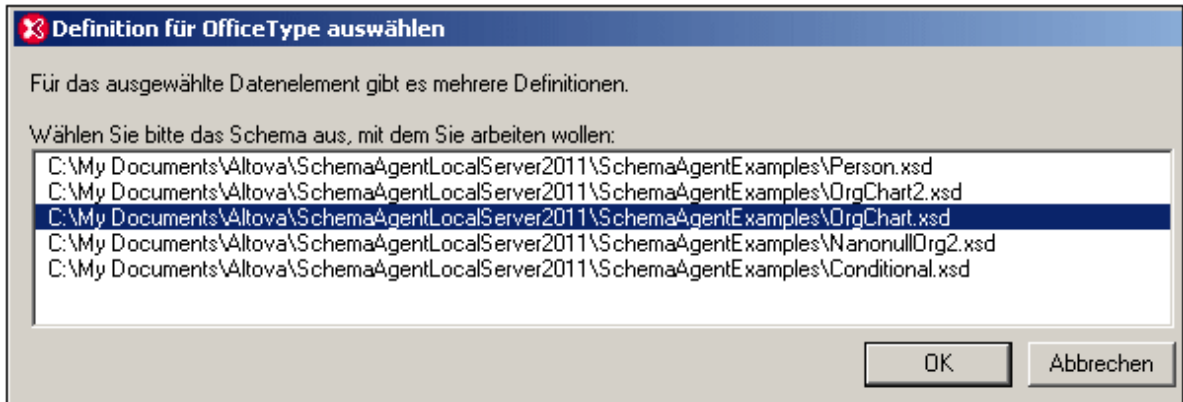 Definition für OfficeType auswählen
Für das ausgewählte Datenelement gibt es mehrere Definitionen.
Wählen Sie bitte das Schema aus, mit dem Sie arbeiten wollen:
C:\My Documents\Altova\SchemaAgentLocalServer2011\SchemaAgentExamples\Person.xsd
C:\My Documents\Altova\SchemaAgentLocalServer2011\SchemaAgentExamples\OrgChart2.xsd
C:\My Documents\Altova\SchemaAgentLocalServer2011\SchemaAgentExamples\OrgChart.xsd
C:\My Documents\Altova\SchemaAgentLocalServer2011\SchemaAgentExamples\NanonullOrg2.xsd
C:\My Documents\Altova\SchemaAgentLocalServer2011\SchemaAgentExamples\Conditional.xsd
OK Abbrechen